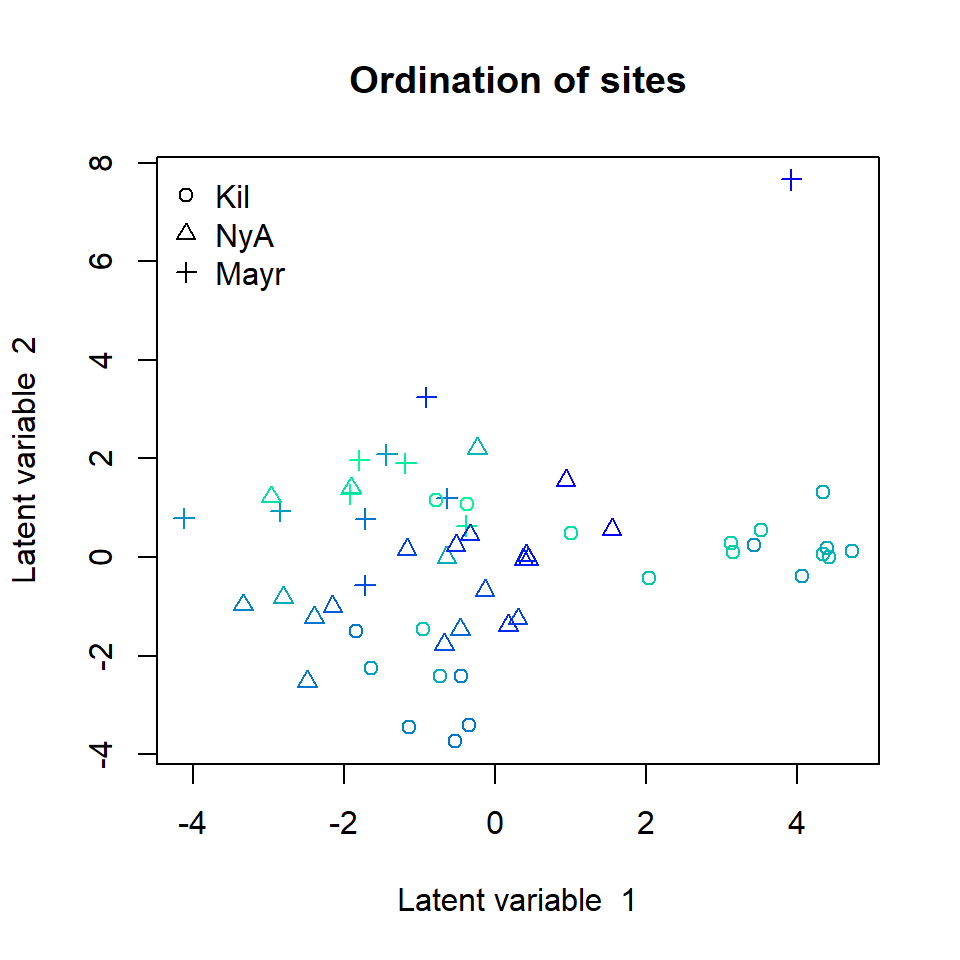 Ordination of sites
Kil
NyA
Mayr
8
6
4
2
0
-2
-4
Latent variable 2
-4
-2
0
2
4
Latent variable 1